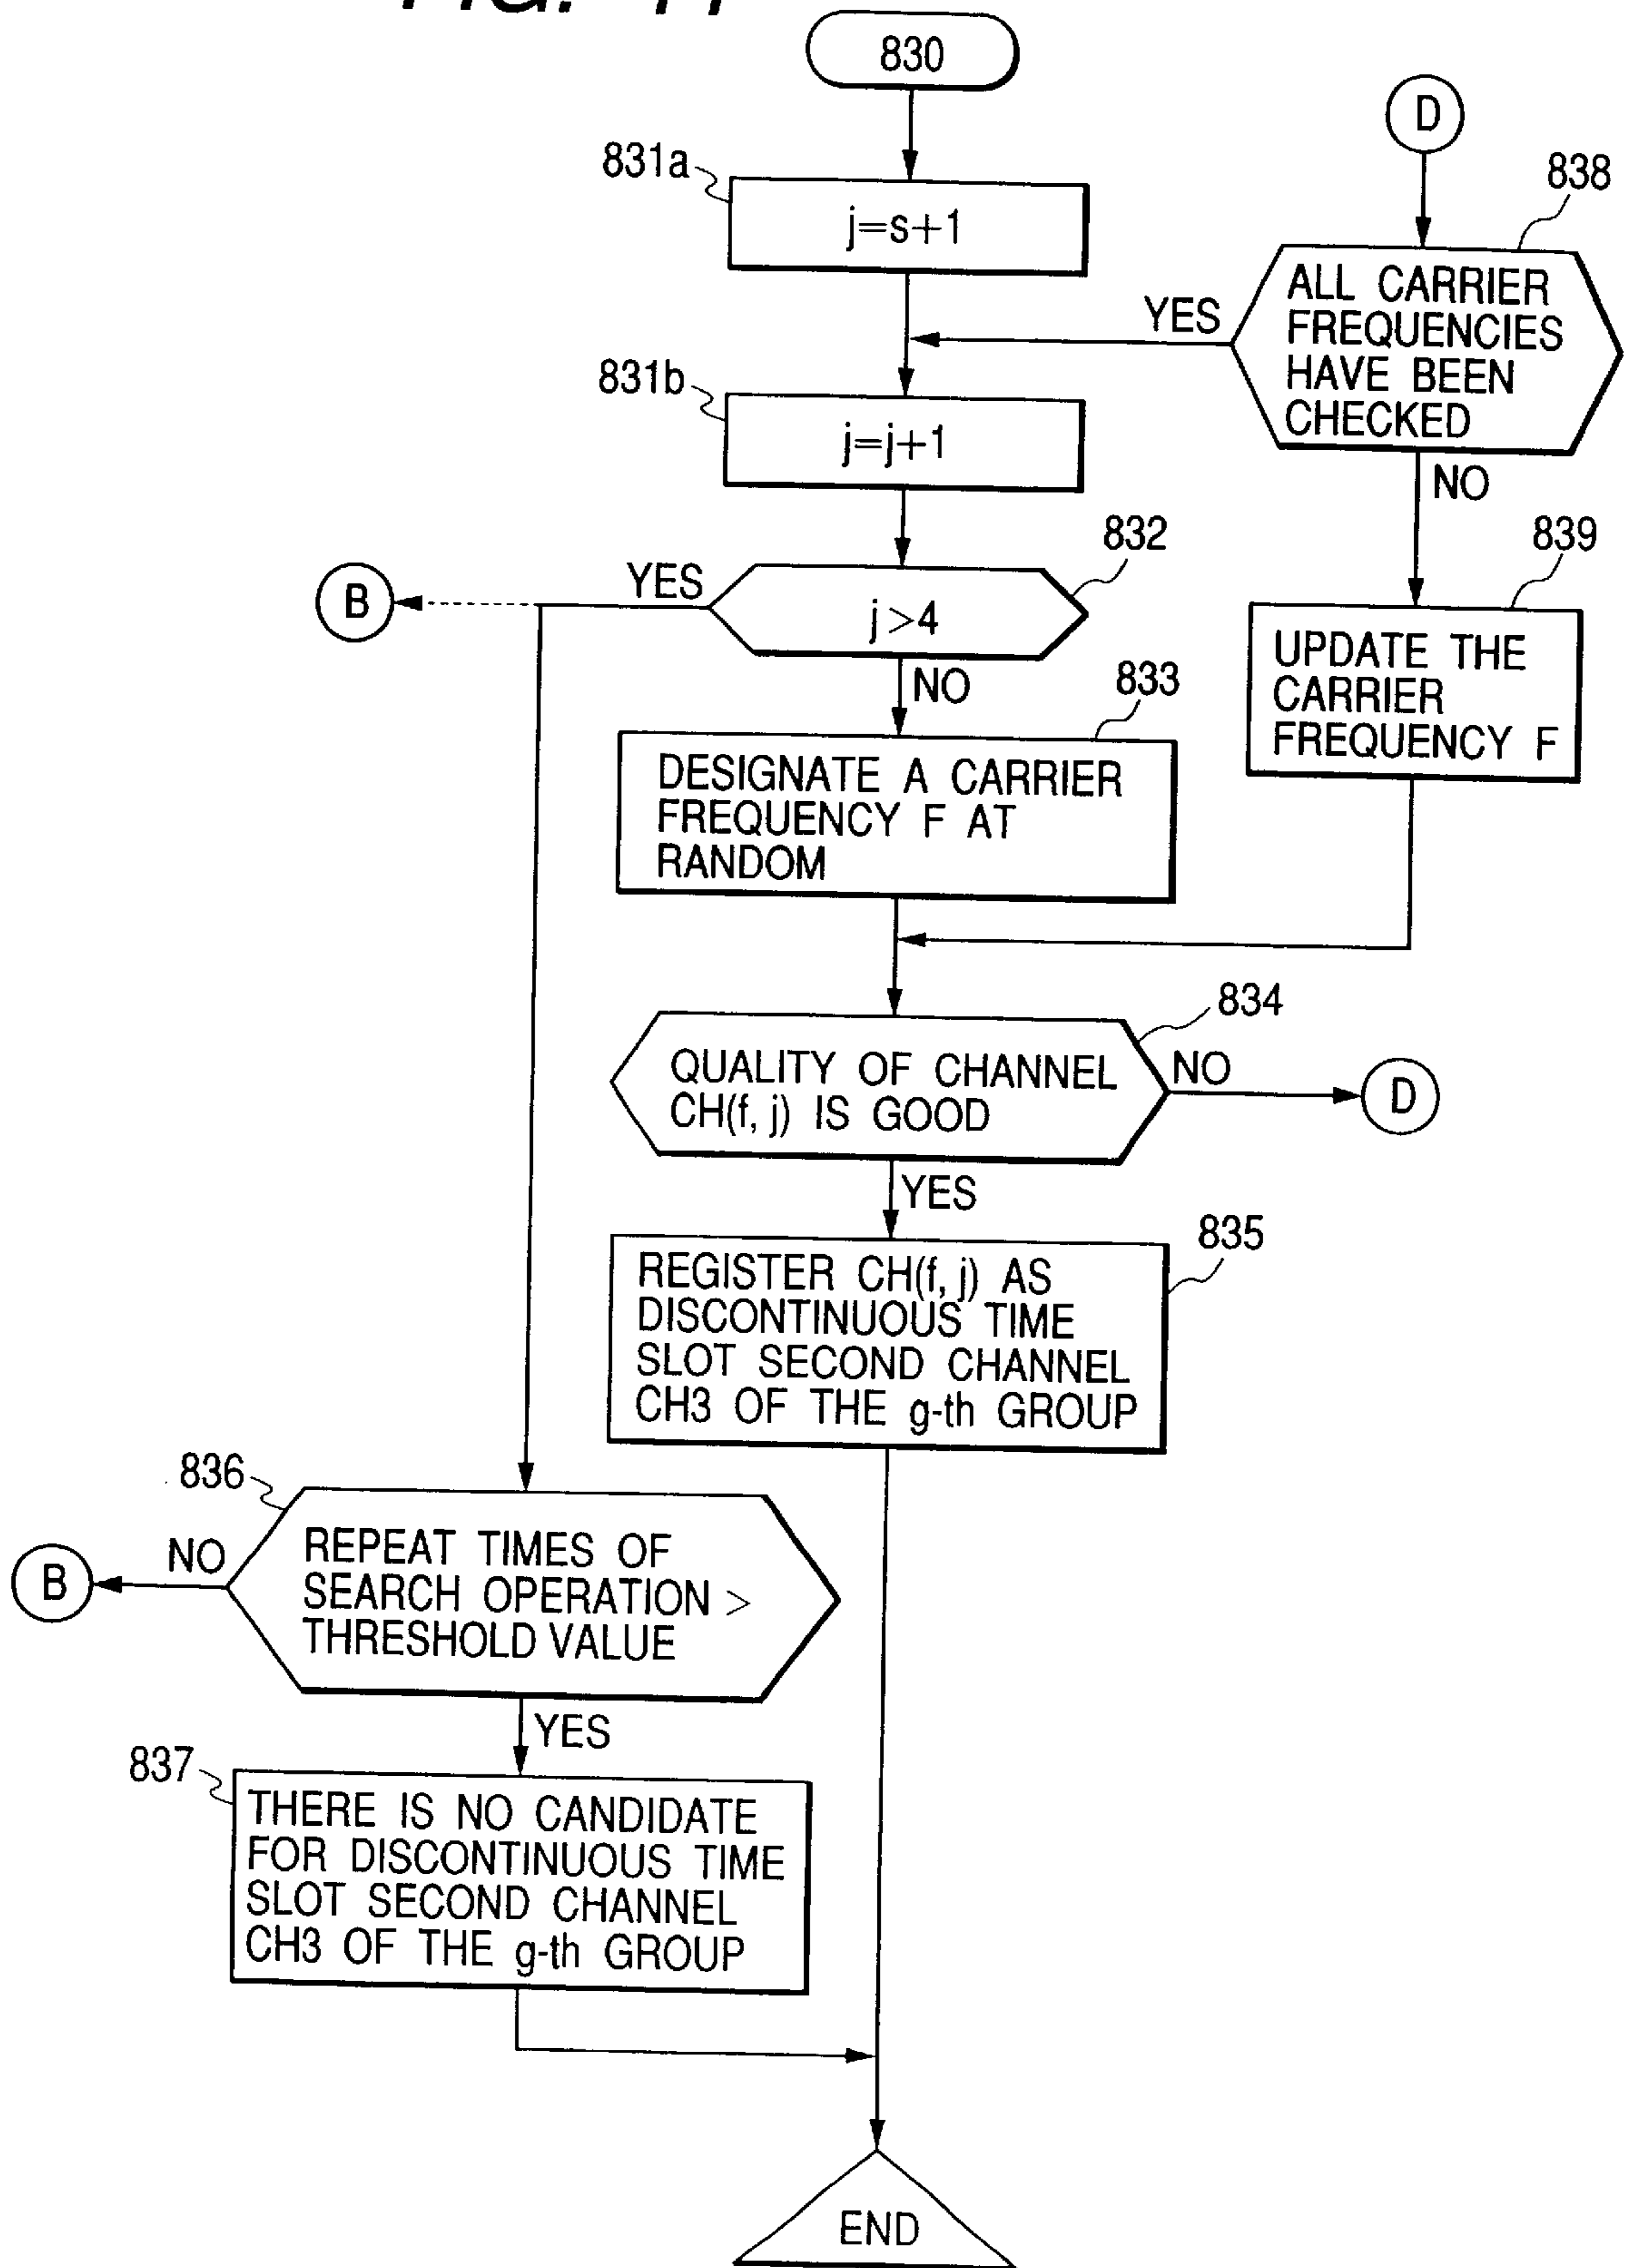 FIG. 11
830
D
831a
838
j=s+1
ALL CARRIER
FREQUENCIES
HAVE BEEN
CHECKED
YES
831b
j=j+1
NO
832
839
B
YES
j>4
UPDATE THE
CARRIER
FREQUENCY F
NO
833
DESIGNATE A CARRIER
FREQUENCY F AT
RANDOM
834
QUALITY OF CHANNEL
CH(f, j) IS GOOD
NO
D
YES
835
REGISTER CH(f, j) AS
DISCONTINUOUS TIME
SLOT SECOND CHANNEL
CH3 OF THE g-th GROUP
836
B
NO
REPEAT TIMES OF
SEARCH OPERATION >
THRESHOLD VALUE
YES
837
THERE IS NO CANDIDATE
FOR DISCONTINUOUS TIME
SLOT SECOND CHANNEL
CH3 OF THE g-th GROUP
END